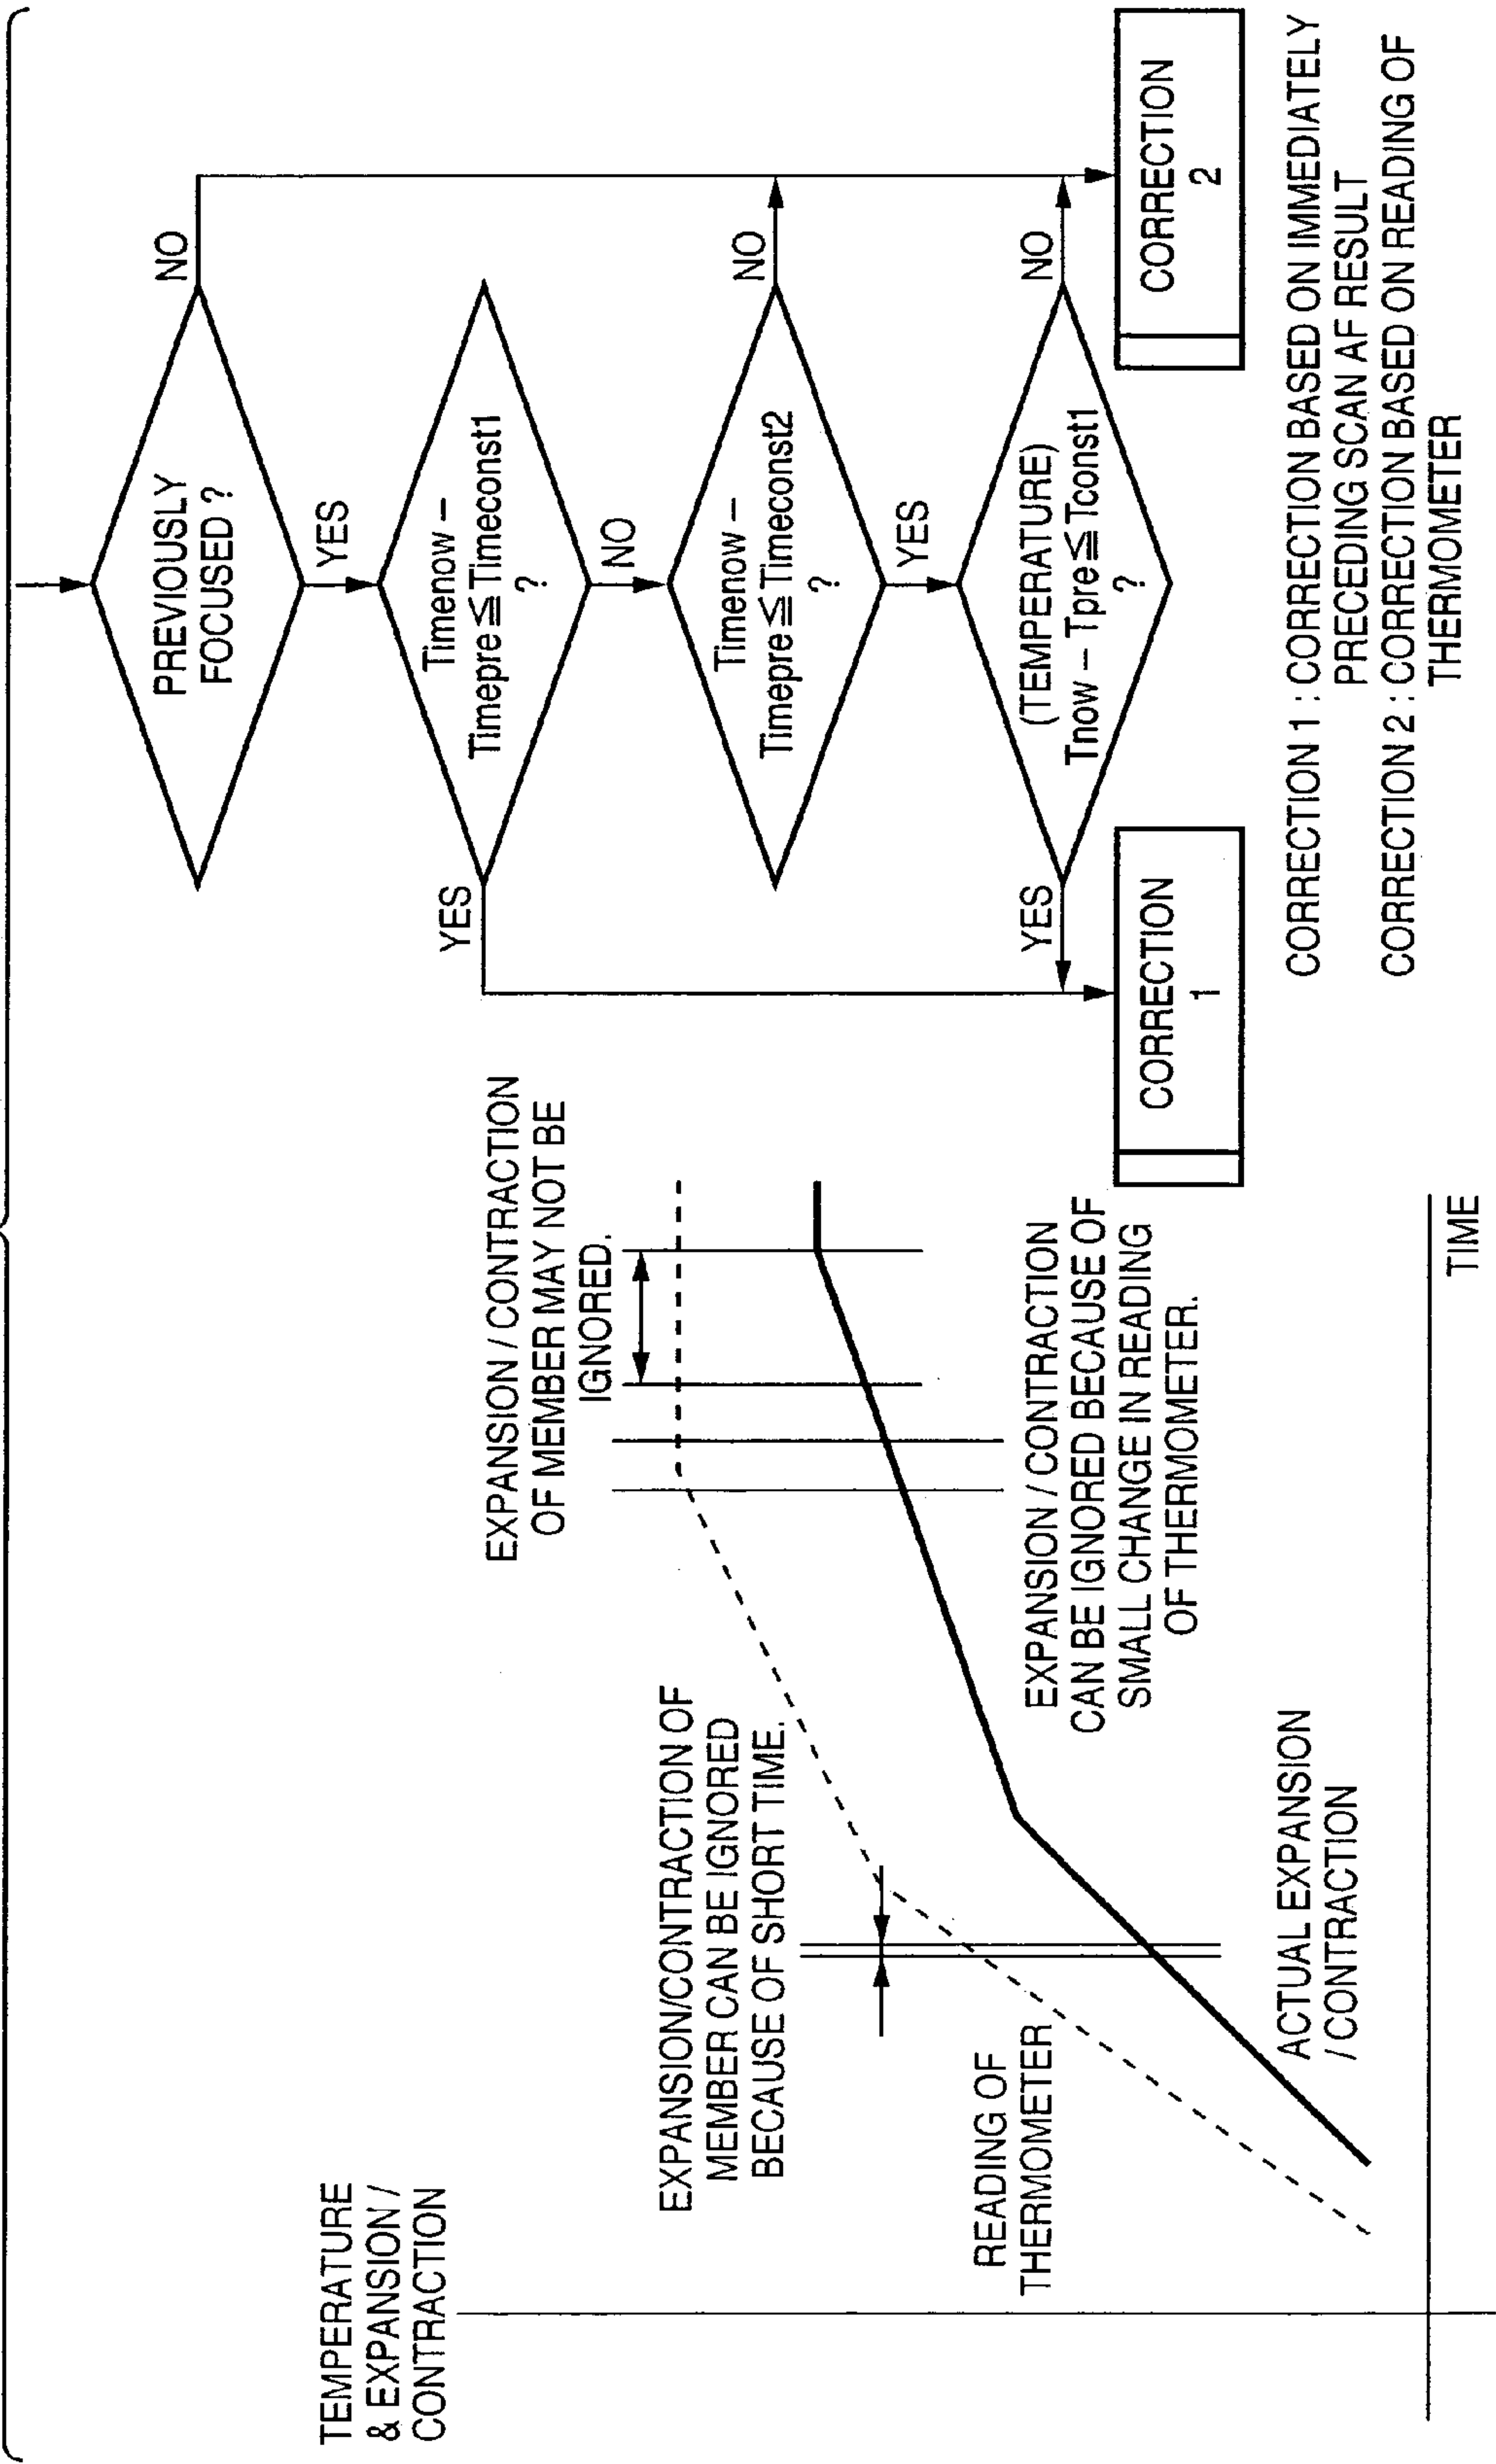 TEMPERATURE
& EXPANSION /
CONTRACTION
EXPANSION / CONTRACTION
OF MEMBER MAY NOT BE
IGNORED.
EXPANSION/CONTRACTION OF
MEMBER CAN BE IGNORED
BECAUSE OF SHORT TIME.
READING OF
THERMOMETER
EXPANSION / CONTRACTION
CAN BE IGNORED BECAUSE OF
SMALL CHANGE IN READING
OF THERMOMETER.
ACTUAL EXPANSION
/ CONTRACTION
TIME
PREVIOUSLY
FOCUSED ?
NO
YES
Timenow –
Timepre ≦ Timeconst1
?
YES
NO
Timenow –
Timepre ≦ Timeconst2
?
NO
YES
(TEMPERATURE)
Tnow – Tpre ≦ Tconst1
?
YES
NO
CORRECTION
1
CORRECTION
2
CORRECTION 1 : CORRECTION BASED ON IMMEDIATELY
PRECEDING SCAN AF RESULT
CORRECTION 2 : CORRECTION BASED ON READING OF
THERMOMETER